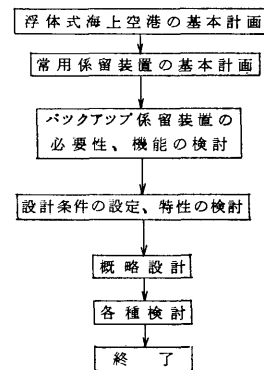 浮体式海上空港の基本計画
常用係留装置の基本計画
バックアップ係留装置の
必要性、機能の検討
設計条件の設定、特性の検討
概略設計
各種検討
終了